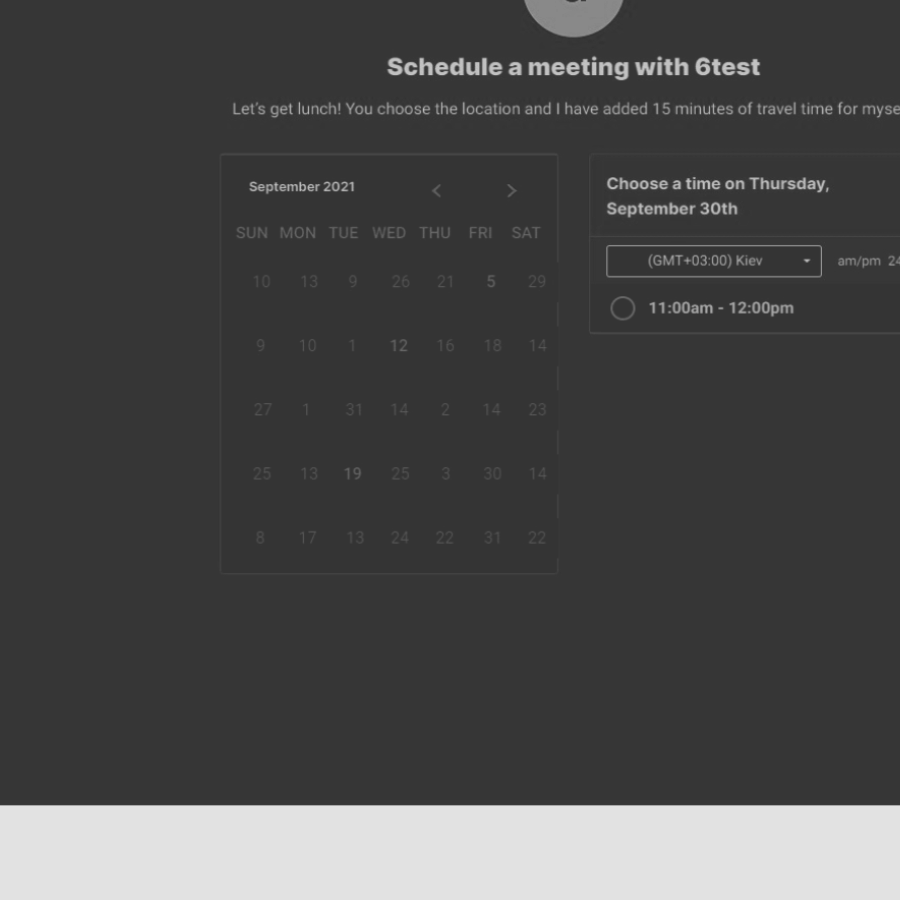 Schedule a meeting with 6test
Let's get lunch! You choose the location and I have added 15 minutes of travel time for myse
September 2021
SUN MON TUE WED THU FRI SAT
10 13 9 26 21 5 29
9 10 1 12 16 18 14
27 1 31 14 2 14 23
25 13 19 25 3 30 14
8 17 13 24 22 31 22
Choose a time on Thursday,
September 30th
(GMT+03:00) Kiev am/pm 24
11:00am - 12:00pm